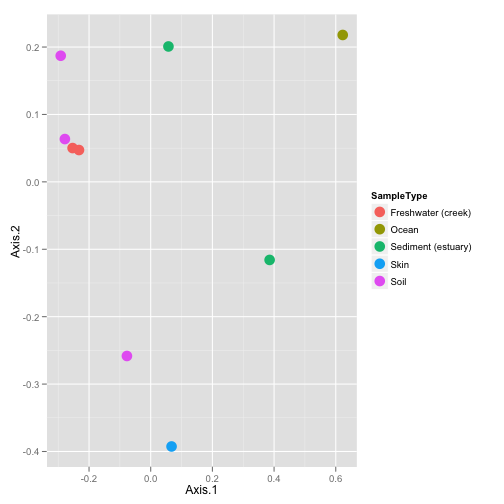 0.2
0.1
0.0
-0.1
-0.2
-0.3
-0.4
Axis.2
-0.2 0.0 0.2 0.4 0.6
Axis.1
SampleType
Freshwater (creek)
Ocean
Sediment (estuary)
Skin
Soil